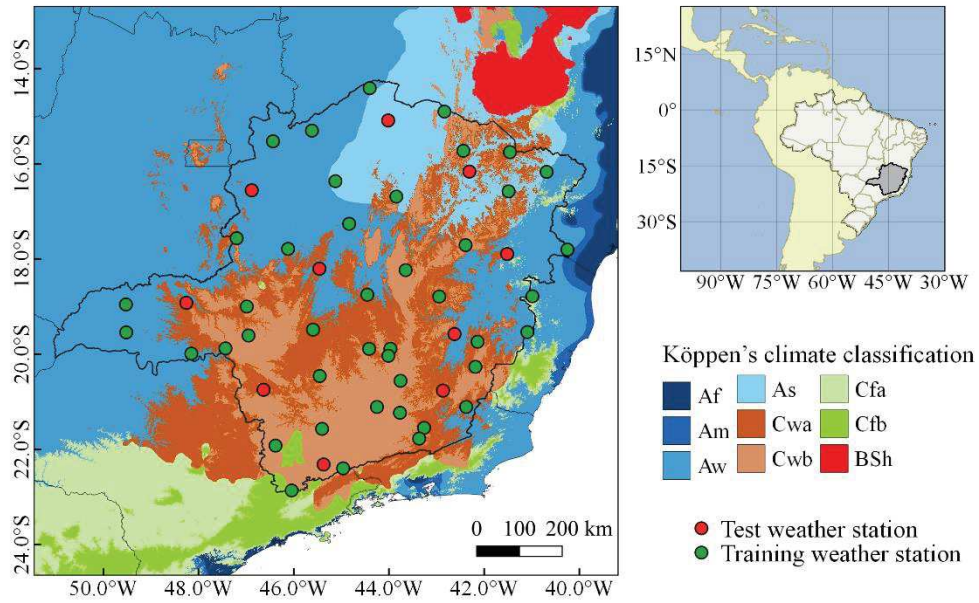 14.0°S
16.0°S
18.0°S
20.0°S
22.0°S
24.0°S
50.0°W 48.0°W 46.0°W 44.0°W 42.0°W 40.0°W
0 100 200 km
15°N
0°
15°S
30°S
90°W 75°W 60°W 45°W 30°W
Köppen's climate classification
Af As Cfa
Am Cwa Cfb
Aw Cwb BSh
Test weather station
Training weather station